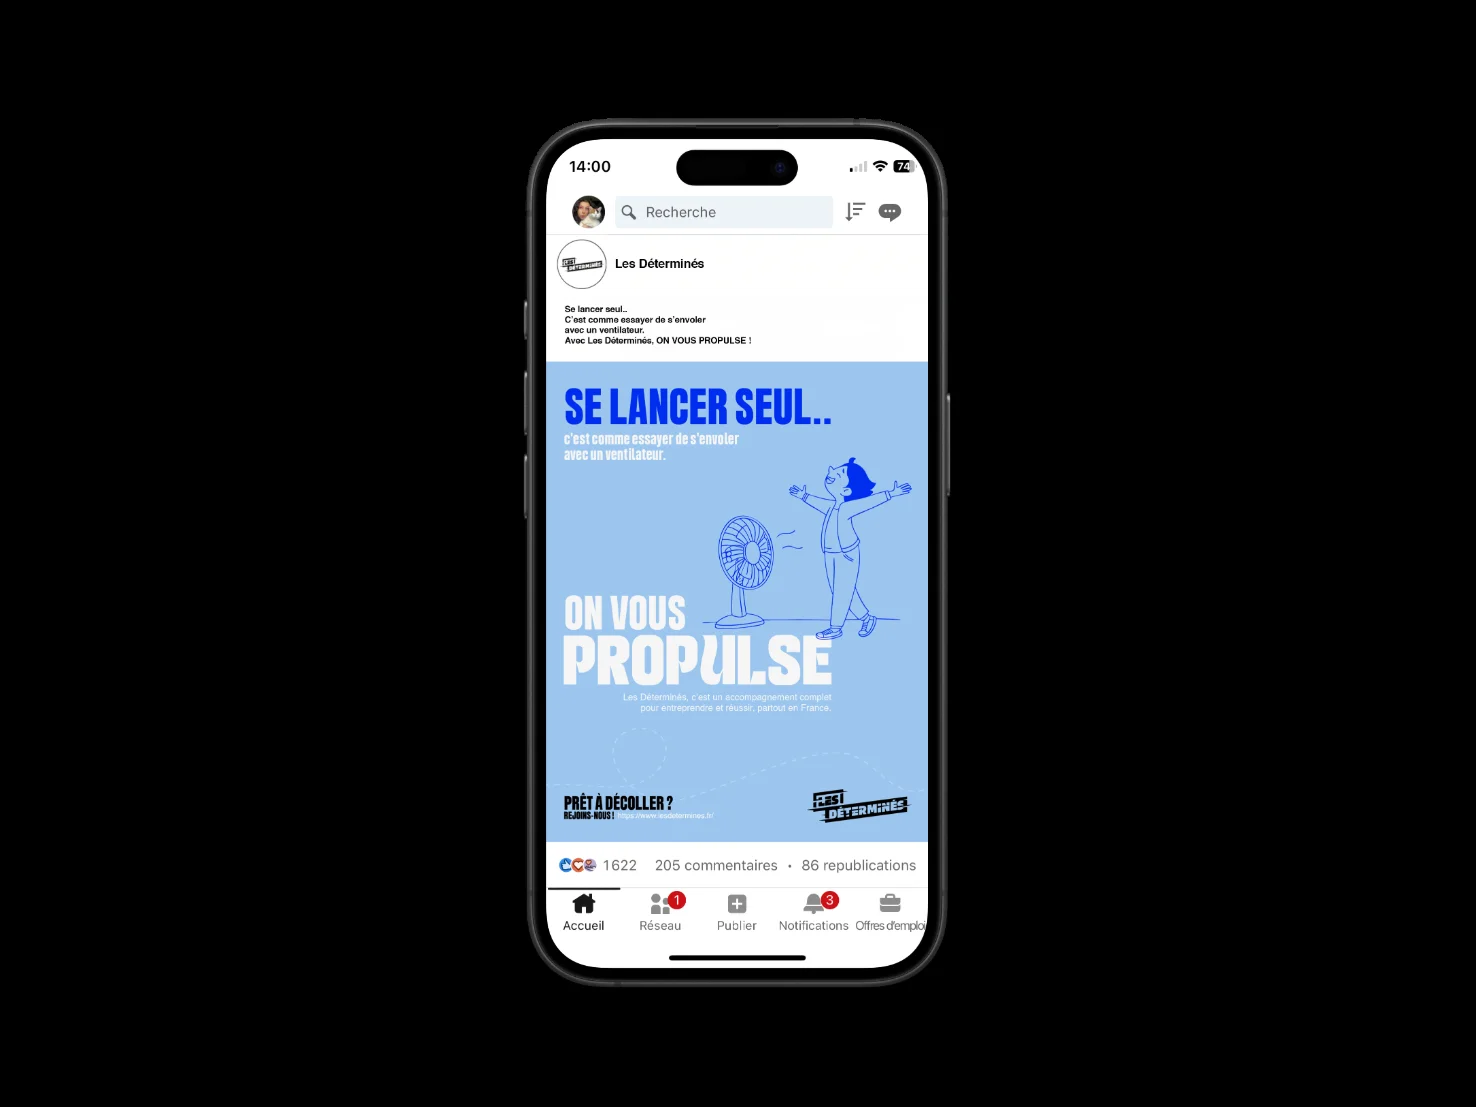 14:00
74
Recherche
LES DÉTERMINÉS
Les Déterminés
Se lancer seul..
C'est comme essayer de s'envoler
avec un ventilateur.
Avec Les Déterminés, ON VOUS PROPULSE !
SE LANCER SEUL..
c'est comme essayer de s'envoler
avec un ventilateur.
ON VOUS
PROPULSE
Les Déterminés, c'est un accompagnement complet
pour entreprendre et réussir, partout en France.
PRÊT À DÉCOLLER ?
REJOINS-NOUS ! https://www.lesdetermines.fr/
LES
DÉTERMINÉS
1622 205 commentaires · 86 republications
1 3
Accueil Réseau Publier Notifications Offres d'emploi